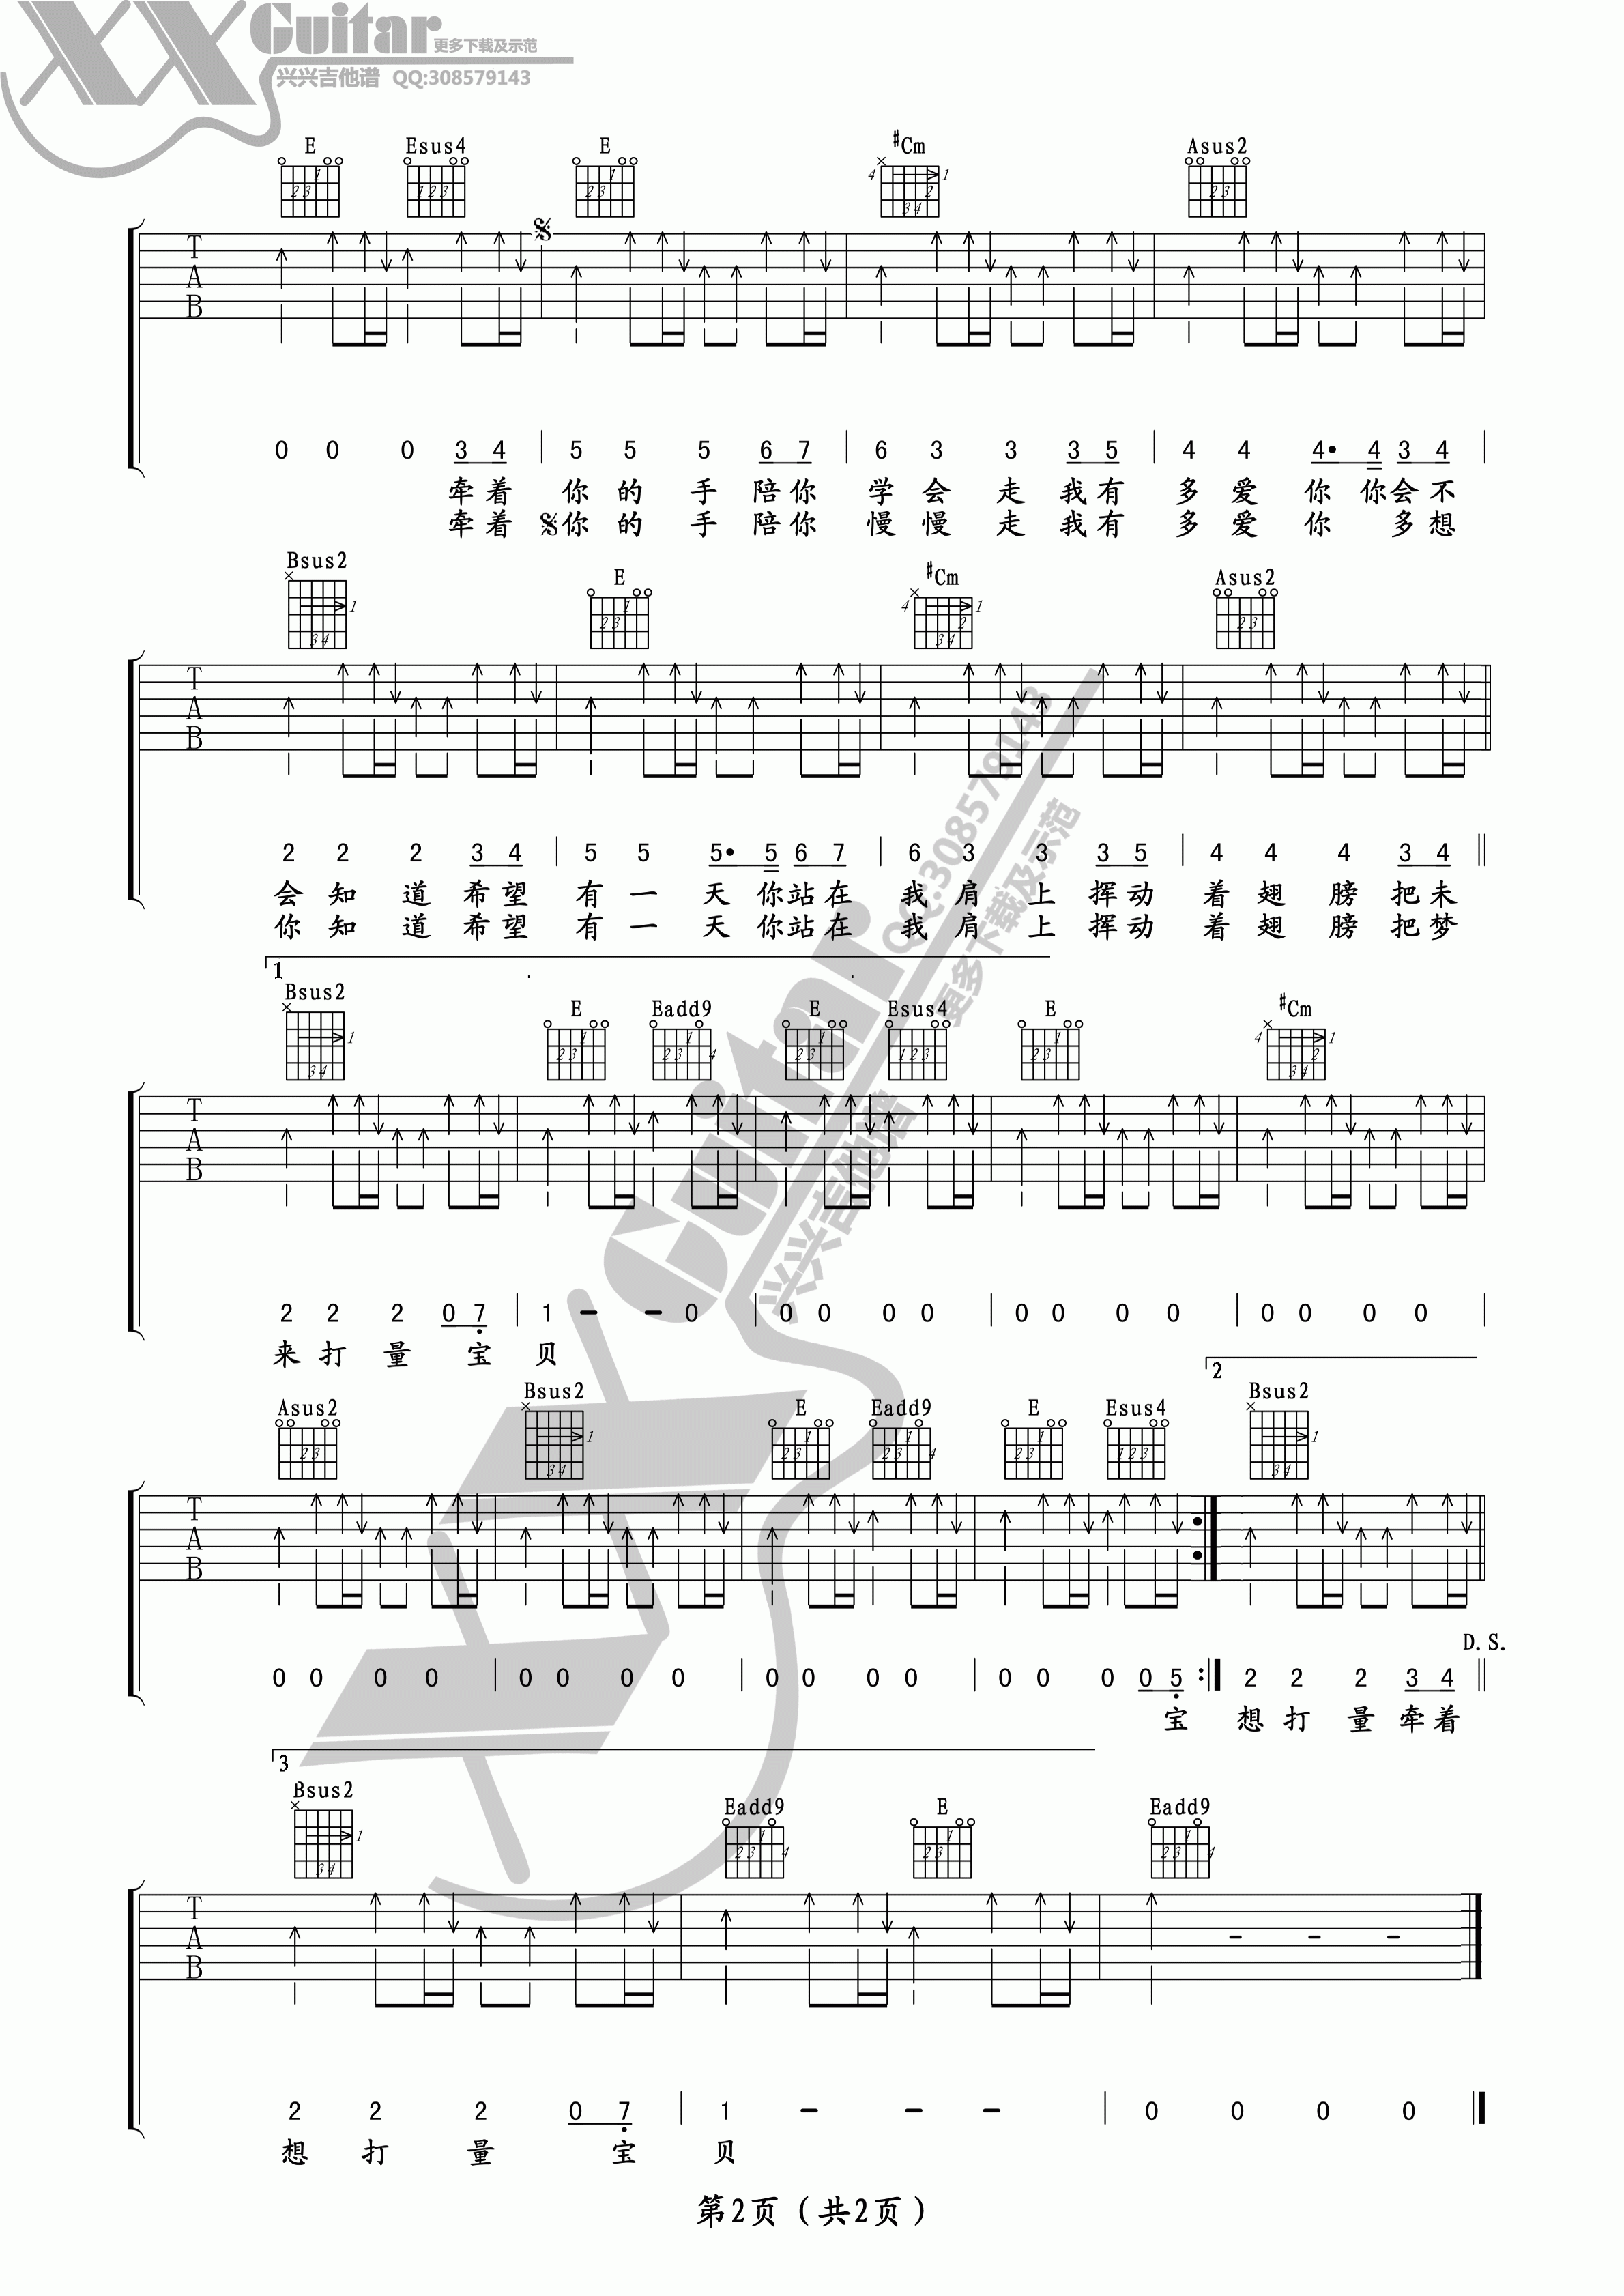 XX Guitar 更多下载及示范
兴兴吉他谱 QQ:308579143
E Esus4 E #Cm Asus2
T
A
B
0 0 0 3 4 | 5 5 5 6 7 | 6 3 3 3 5 | 4 4 4• 4 3 4 |
牵着 你的手陪你 学会走我有 多爱你你会不
牵着 你的手陪你 慢慢走我有 多爱你多想
Bsus2 E #Cm Asus2
T
A
B
2 2 2 3 4 | 5 5 5• 5 6 7 | 6 3 3 3 5 | 4 4 4 3 4 ||
会知道希望 有一天你站在 我肩上挥动 着翅膀把未
你知道希望 有一天你站在 我肩上挥动 着翅膀把梦
1
Bsus2 E Eadd9 E Esus4 E #Cm
T
A
B
2 2 2 0 7 | 1 - - 0 | 0 0 0 0 | 0 0 0 0 | 0 0 0 0 |
来打量宝 贝
2
Asus2 Bsus2 E Eadd9 E Esus4 Bsus2
T
A
B
D.S.
0 0 0 0 | 0 0 0 0 | 0 0 0 0 | 0 0 0 0 5 :| 2 2 2 3 4 ||
宝 想打量牵着
3
Bsus2 Eadd9 E Eadd9
T
A
B
2 2 2 0 7 | 1 - - - | 0 0 0 0
想打量宝 贝
第2页（共2页）
XX Guitar 更多下载及示范
兴兴吉他谱 QQ:308579143